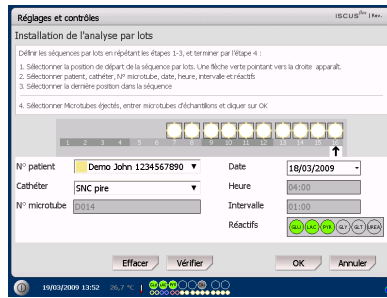 Réglages et contrôles
ISCUS flex | Rev.
Installation de l'analyse par lots
Définir les séquences par lots en répétant les étapes 1-3, et terminer par l'étape 4 :
1. Sélectionner la position de départ de la séquence par lots. Une flèche verte pointant vers la droite apparaît.
2. Sélectionner patient, cathéter, N° microtube, date, heure, intervalle et réactifs
3. Sélectionner la dernière position dans la séquence
4. Sélectionner Microtubes éjectés, entrer microtubes d'échantillons et cliquer sur OK
1 2 3 4 5 6 7 8 9 10 11 12 13 14 15 16
N° patient Demo John 1234567890 Date 18/03/2009
Cathéter SNC pire Heure 04:00
N° microtube D014 Intervalle 01:00
Réactifs GLU LAC PYR GLY GLT UREA
Effacer Vérifier OK Annuler
19/03/2009 13:52 26,7 °C